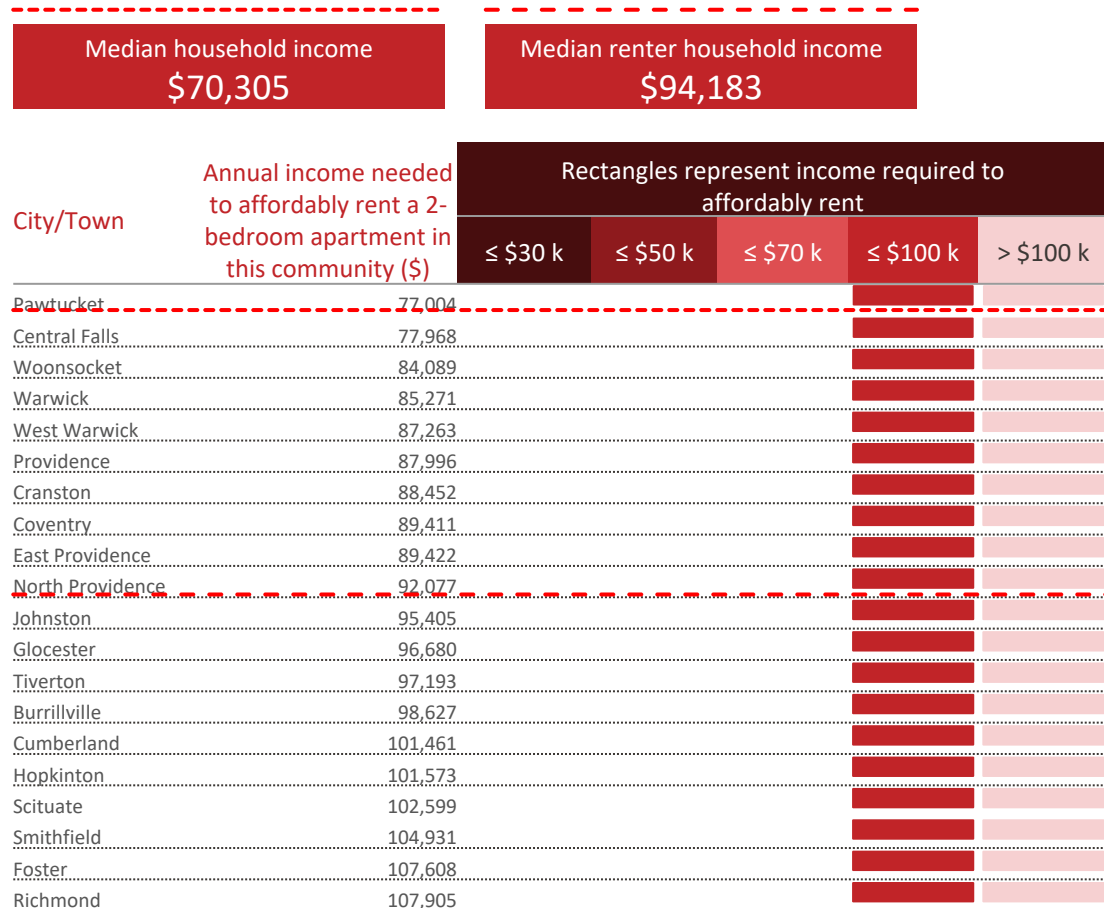 Median household income
$70,305
Median renter household income
$94,183
City/Town
Annual income needed
to affordably rent a 2-
bedroom apartment in
this community ($)
Rectangles represent income required to
affordably rent
≤ $30 k
≤ $50 k
≤ $70 k
≤ $100 k
> $100 k
Pawtucket 77,004
Central Falls 77,968
Woonsocket 84,089
Warwick 85,271
West Warwick 87,263
Providence 87,996
Cranston 88,452
Coventry 89,411
East Providence 89,422
North Providence 92,077
Johnston 95,405
Glocester 96,680
Tiverton 97,193
Burrillville 98,627
Cumberland 101,461
Hopkinton 101,573
Scituate 102,599
Smithfield 104,931
Foster 107,608
Richmond 107,905